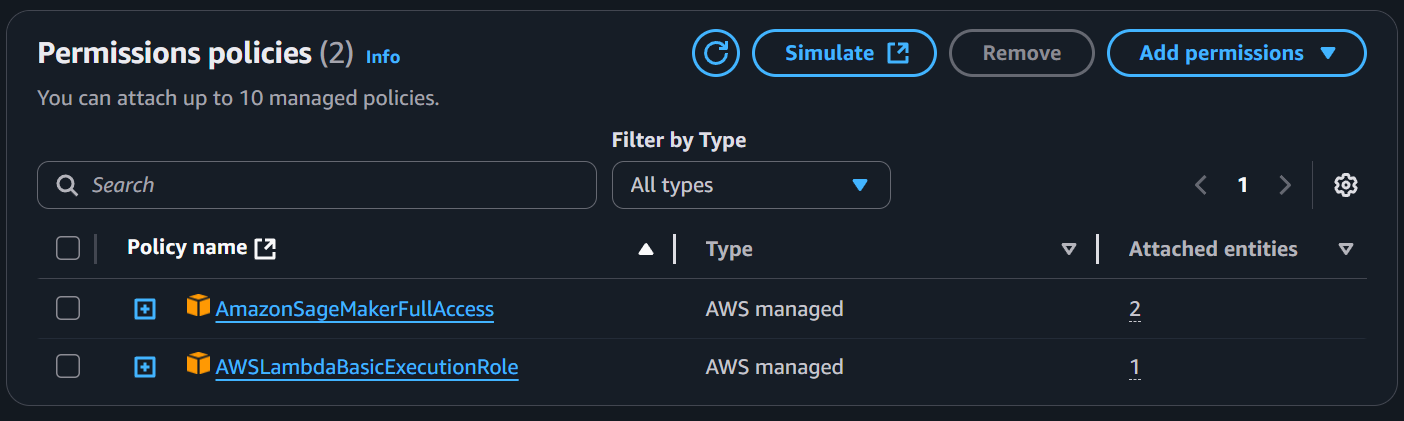 Permissions policies (2) Info
Simulate
Remove
Add permissions
You can attach up to 10 managed policies.
Filter by Type
Search
All types
1
Policy name
Type
Attached entities
AmazonSageMakerFullAccess
AWS managed
2
AWSLambdaBasicExecutionRole
AWS managed
1